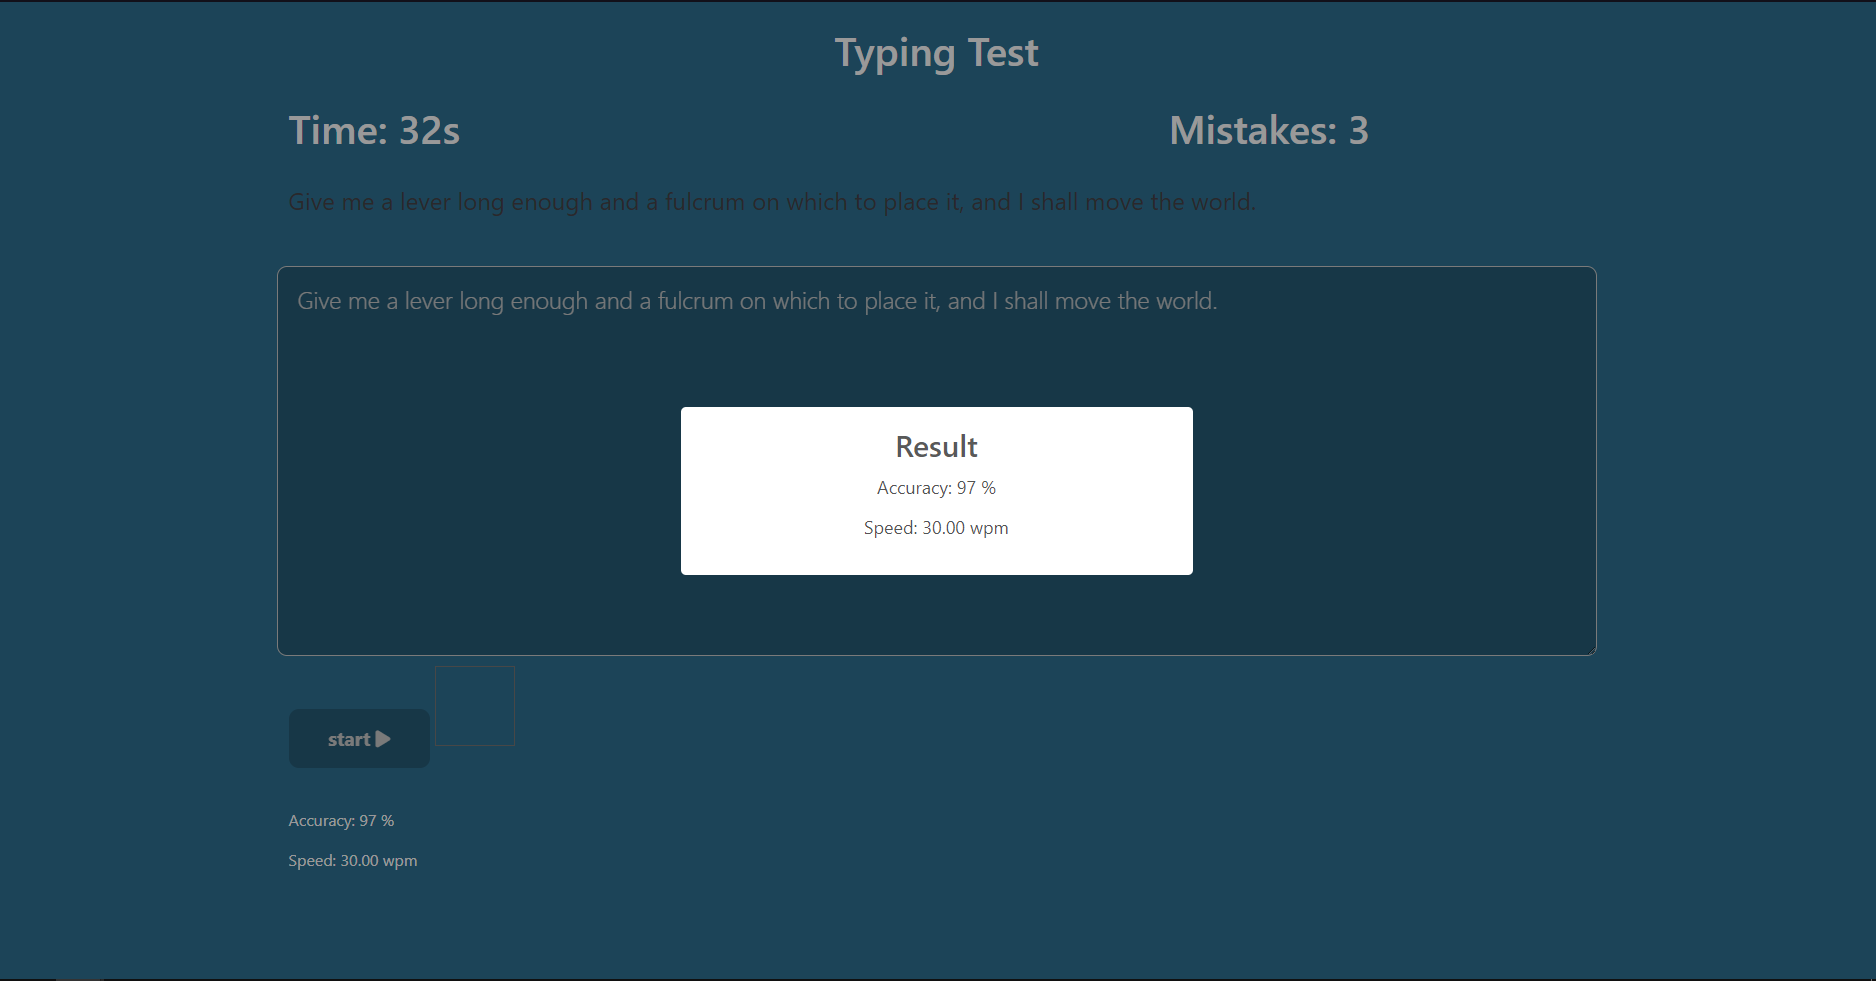 Typing Test
Time: 32s
Mistakes: 3
Give me a lever long enough and a fulcrum on which to place it, and I shall move the world.
Give me a lever long enough and a fulcrum on which to place it, and I shall move the world.
Result
Accuracy: 97 %
Speed: 30.00 wpm
start
Accuracy: 97 %
Speed: 30.00 wpm